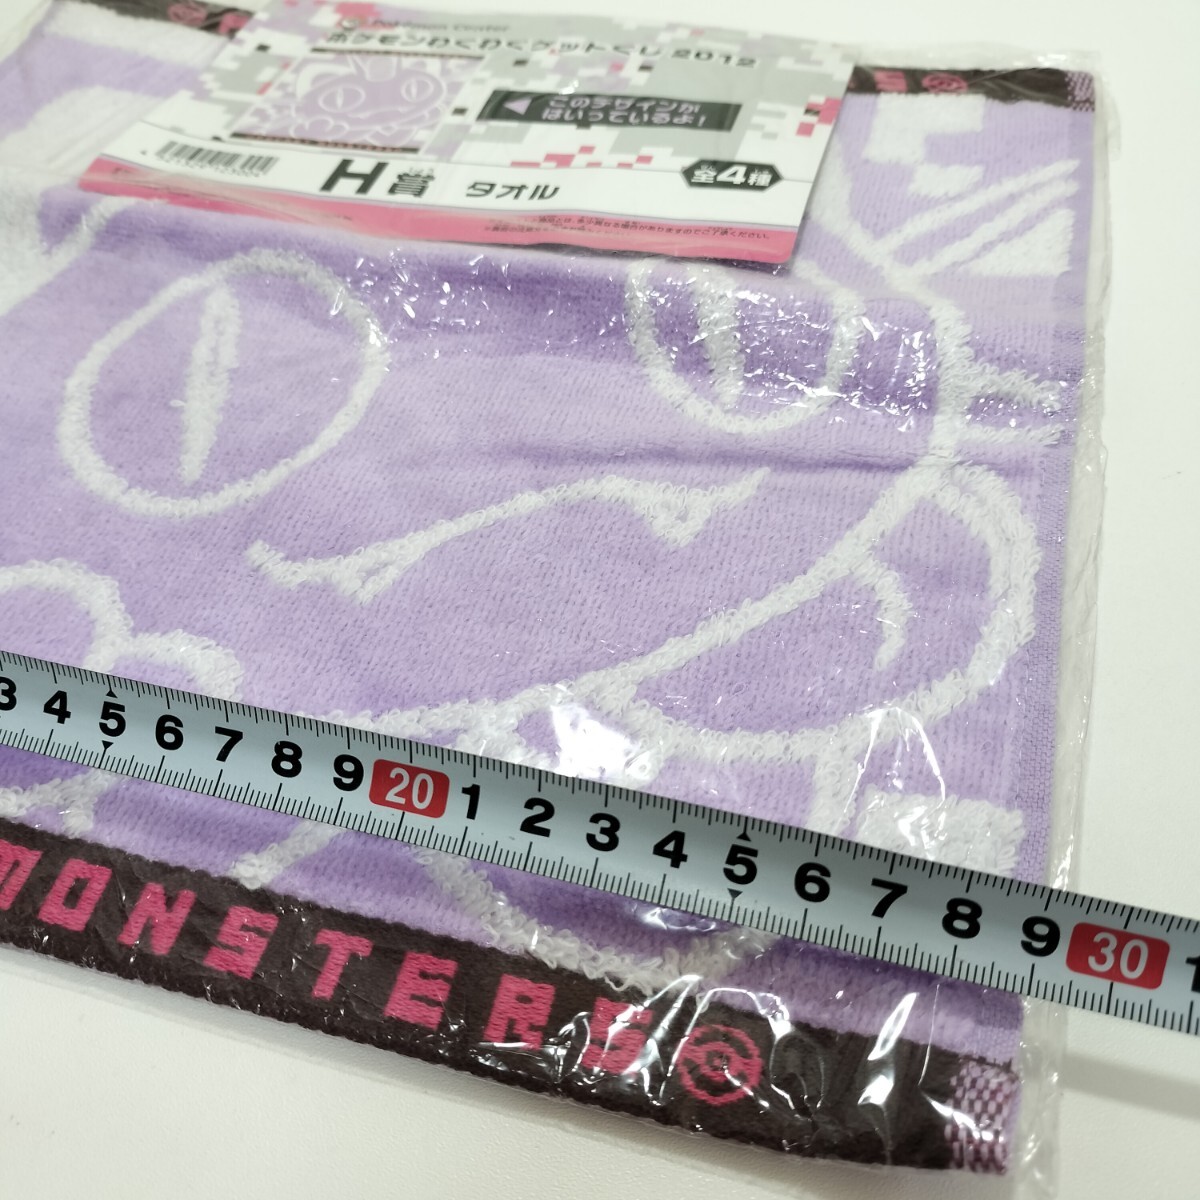 Pokémon Center
ポケモンわくわくゲットくじ 2012
このデザインが
はいっているよ!
H賞 タオル
全4種
3 4 5 6 7 8 9 20 1 2 3 4 5 6 7 8 9 30 1
MONSTERS